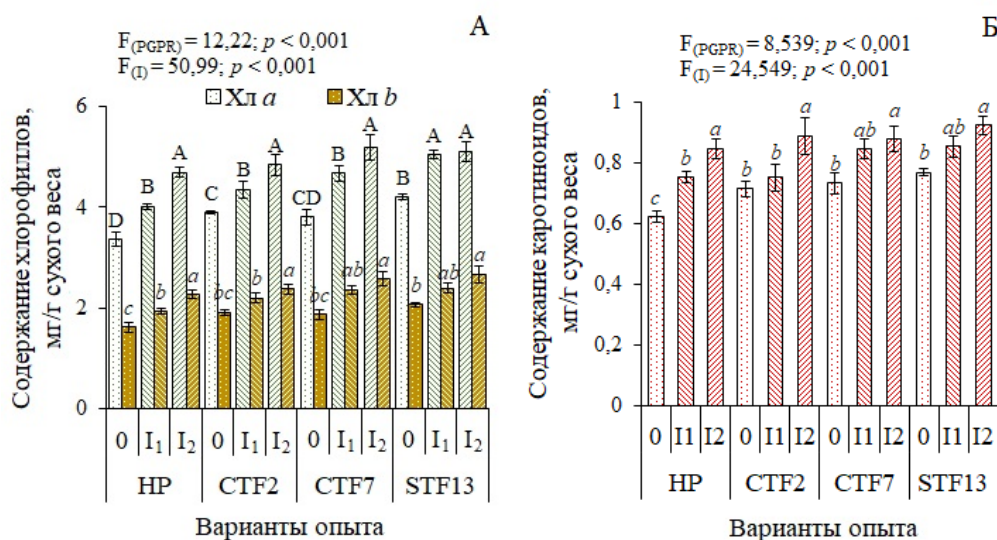 А
F(PGPR) = 12,22; p < 0,001
F(I) = 50,99; p < 0,001
Хл a Хл b
Содержание хлорофиллов,
мг/г сухого веса
6
4
2
0
D c B b A a C bc B b A a CD bc B ab A a B b A ab A a
0 I1 I2 0 I1 I2 0 I1 I2 0 I1 I2
HP CTF2 CTF7 STF13
Варианты опыта
Б
F(PGPR) = 8,539; p < 0,001
F(I) = 24,549; p < 0,001
Содержание каротиноидов,
мг/г сухого веса
1
0,8
0,6
0,4
0,2
0
c b a b b a b ab a b ab a
0 I1 I2 0 I1 I2 0 I1 I2 0 I1 I2
HP CTF2 CTF7 STF13
Варианты опыта